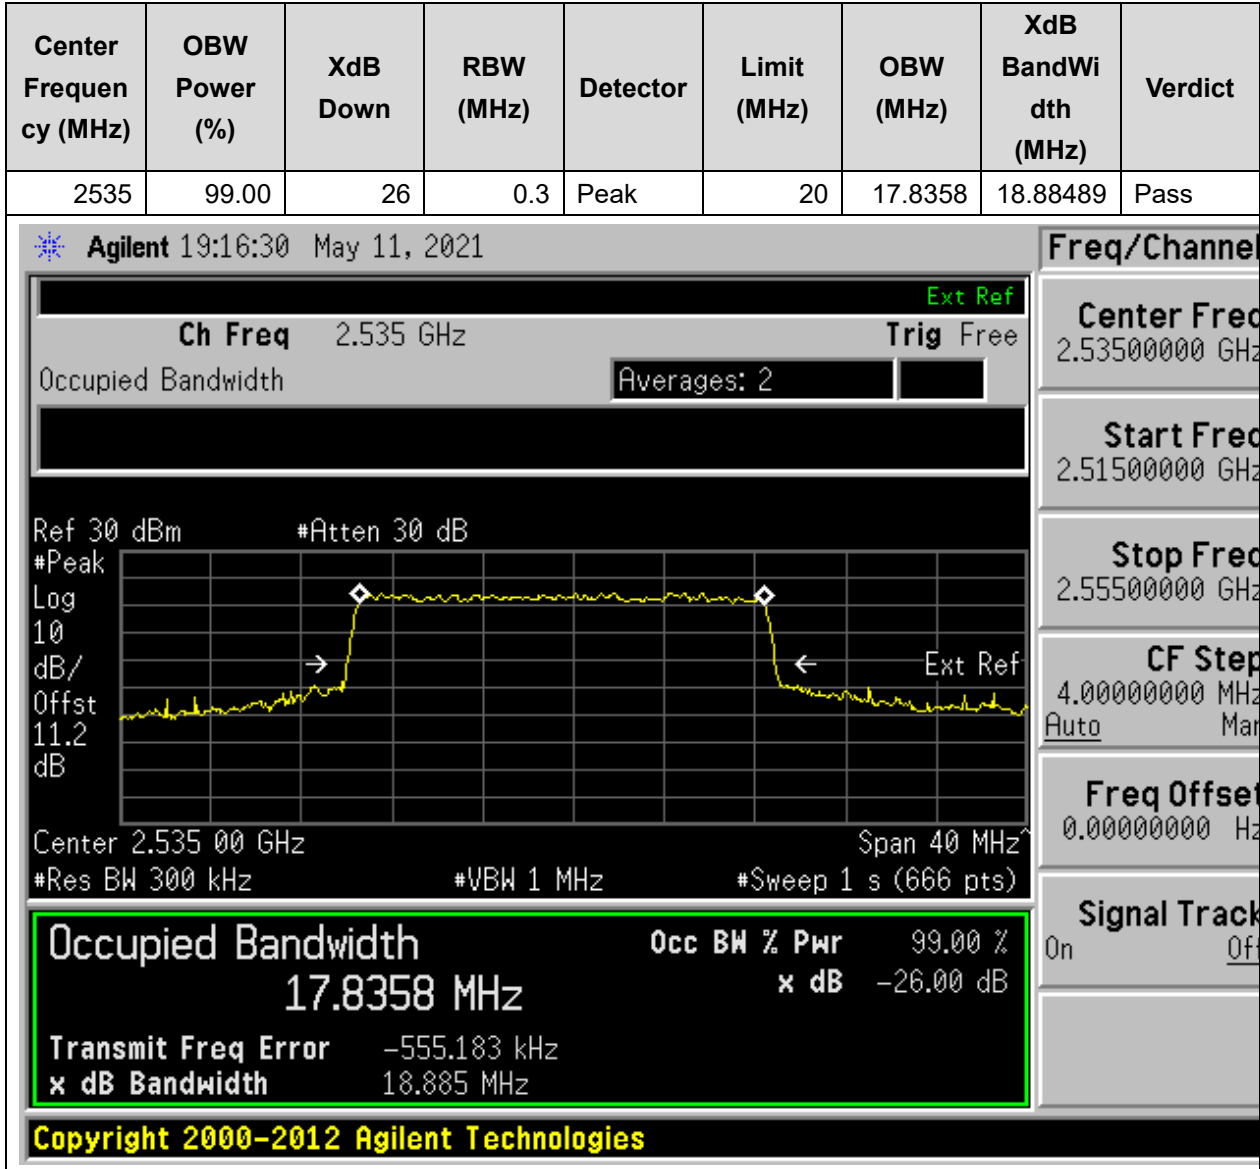 Center Frequen cy (MHz) OBW Power (%) XdB Down RBW (MHz) Detector Limit (MHz) OBW (MHz) XdB BandWi dth (MHz) Verdict
2535 99.00 26 0.3 Peak 20 17.8358 18.88489 Pass
Agilent 19:16:30 May 11, 2021
Freq/Channel
Ext Ref
Ch Freq 2.535 GHz Trig Free
Occupied Bandwidth Averages: 2
Center Freq
2.53500000 GHz
Start Freq
2.51500000 GHz
Stop Freq
2.55500000 GHz
CF Step
4.00000000 MHz
Auto Man
Freq Offset
0.00000000 Hz
Signal Track
On Off
Ref 30 dBm #Atten 30 dB
#Peak
Log
10
dB/
Offst
11.2
dB
Ext Ref
Center 2.535 00 GHz Span 40 MHz^
#Res BW 300 kHz #VBW 1 MHz #Sweep 1 s (666 pts)
Occupied Bandwidth Occ BW % Pwr 99.00 %
17.8358 MHz x dB -26.00 dB
Transmit Freq Error -555.183 kHz
x dB Bandwidth 18.885 MHz
Copyright 2000-2012 Agilent Technologies